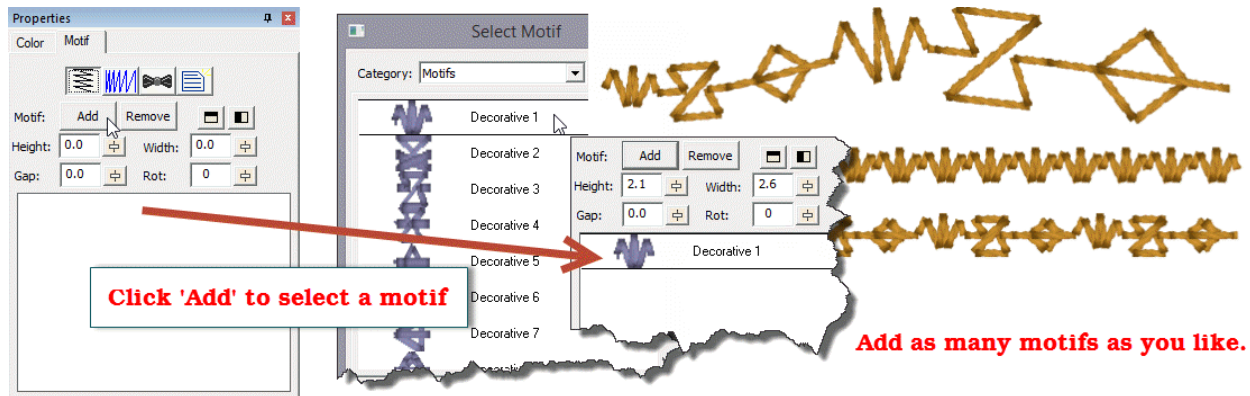 Properties
Color Motif
Motif: Add Remove
Height: 0.0 Width: 0.0
Gap: 0.0 Rot: 0
Click 'Add' to select a motif
Select Motif
Category: Motifs
Decorative 1
Decorative 2
Decorative 3
Decorative 4
Decorative 5
Decorative 6
Decorative 7
Motif: Add Remove
Height: 2.1 Width: 2.6
Gap: 0.0 Rot: 0
Decorative 1
Add as many motifs as you like.